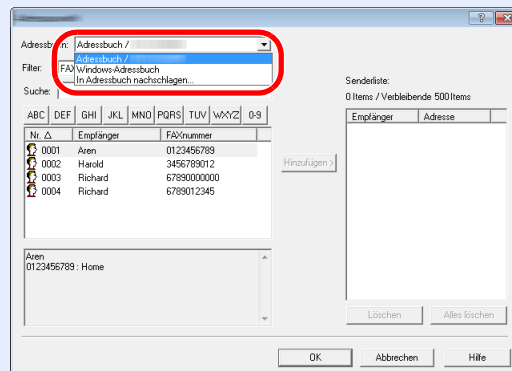 Adressbuch: Adressbuch /
Adressbuch /
Windows-Adressbuch
In Adressbuch nachschlagen...
Filter: FAX
Suche:
ABC DEF GHI JKL MNO PQRS TUV WXYZ 0-9
Nr. Empfänger FAXnummer
0001 Aren 0123456789
0002 Harold 3456789012
0003 Richard 67890000000
0004 Richard 6789012345
Aren
0123456789 : Home
Hinzufügen >
Senderliste:
0 Items / Verbleibende 500 Items
Empfänger Adresse
Löschen Alles löschen
OK Abbrechen Hilfe